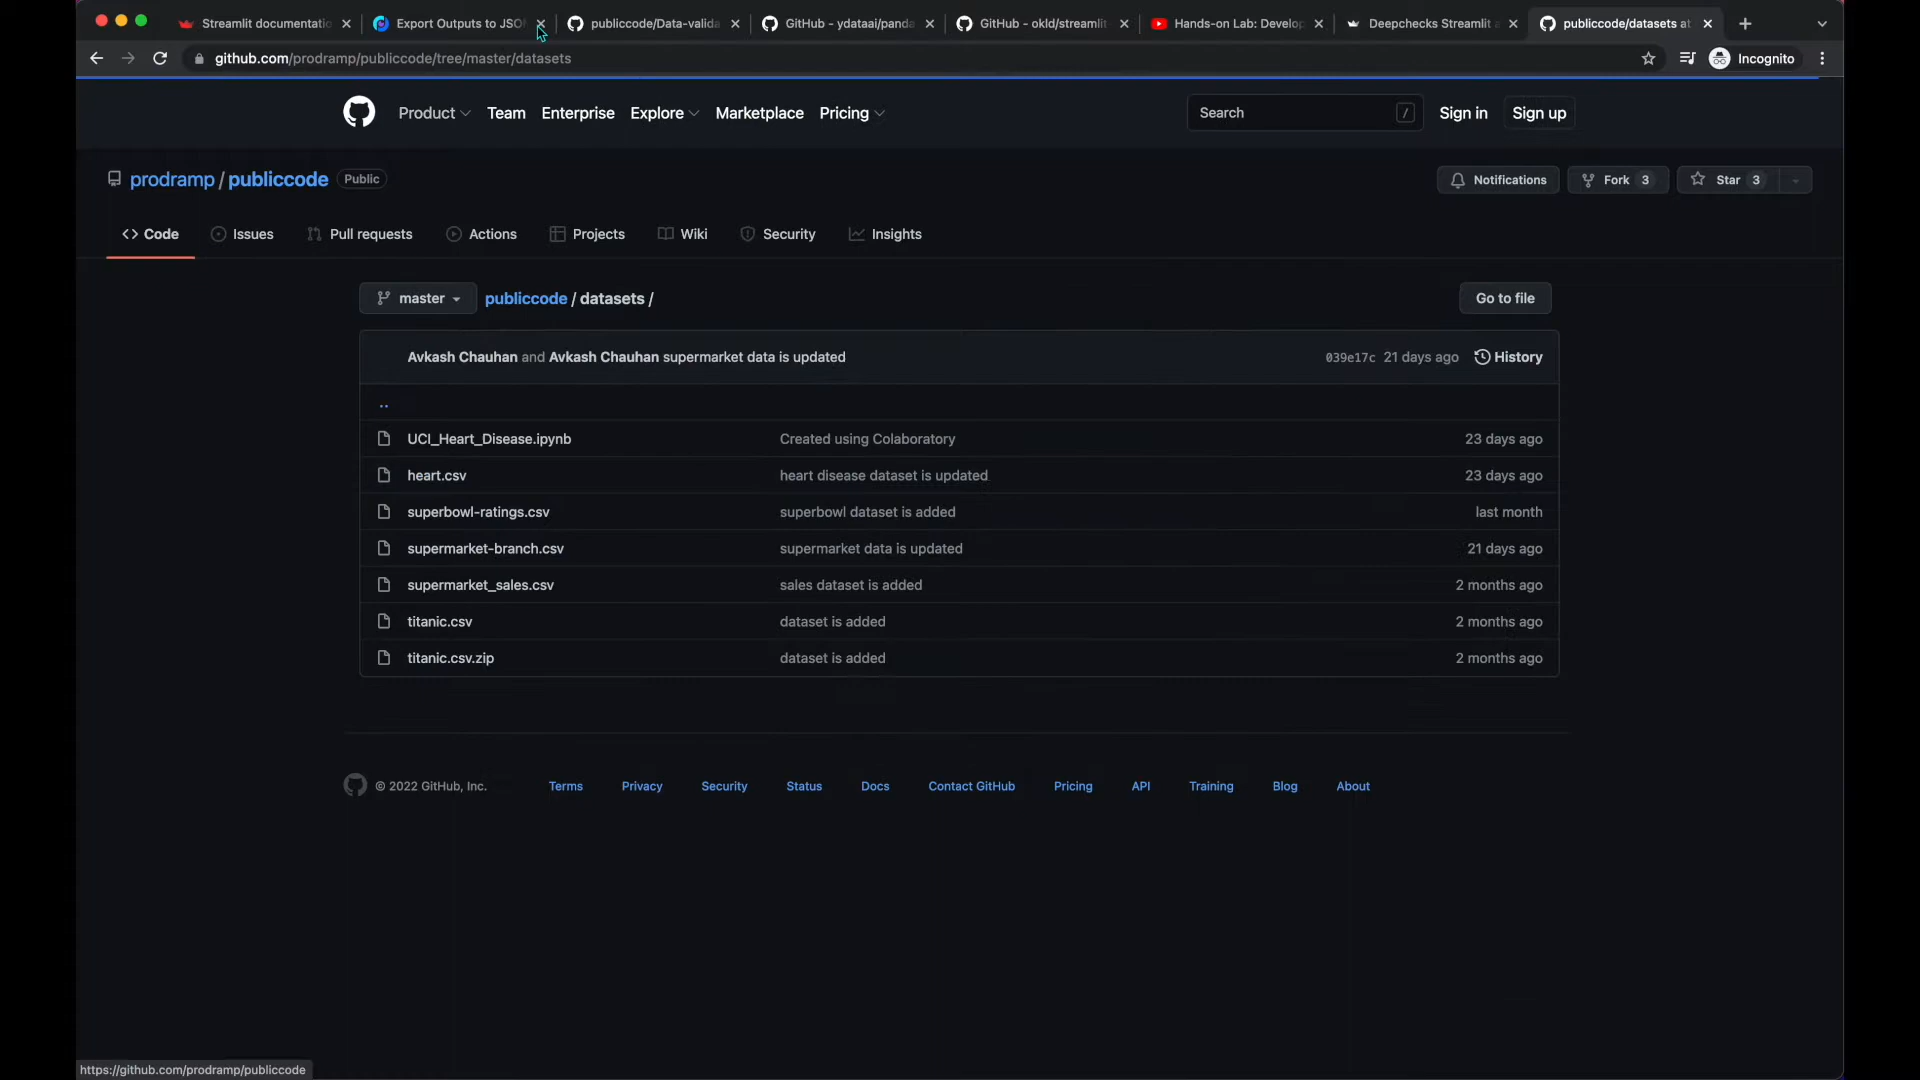 Streamlit documentatio
Export Outputs to JSO
publiccode/Data-valida
GitHub - ydataai/panda
GitHub - okld/streamlit
Hands-on Lab: Develop
Deepchecks Streamlit a
publiccode/datasets at
github.com/prodramp/publiccode/tree/master/datasets
Incognito
Product
Team
Enterprise
Explore
Marketplace
Pricing
Search
/
Sign in
Sign up
prodramp / publiccode
Public
Notifications
Fork 3
Star 3
<> Code
Issues
Pull requests
Actions
Projects
Wiki
Security
Insights
master
publiccode / datasets /
Go to file
Avkash Chauhan and Avkash Chauhan supermarket data is updated
039e17c 21 days ago
History
..
UCI_Heart_Disease.ipynb
Created using Colaboratory
23 days ago
heart.csv
heart disease dataset is updated
23 days ago
superbowl-ratings.csv
superbowl dataset is added
last month
supermarket-branch.csv
supermarket data is updated
21 days ago
supermarket_sales.csv
sales dataset is added
2 months ago
titanic.csv
dataset is added
2 months ago
titanic.csv.zip
dataset is added
2 months ago
© 2022 GitHub, Inc.
Terms
Privacy
Security
Status
Docs
Contact GitHub
Pricing
API
Training
Blog
About
https://github.com/prodramp/publiccode